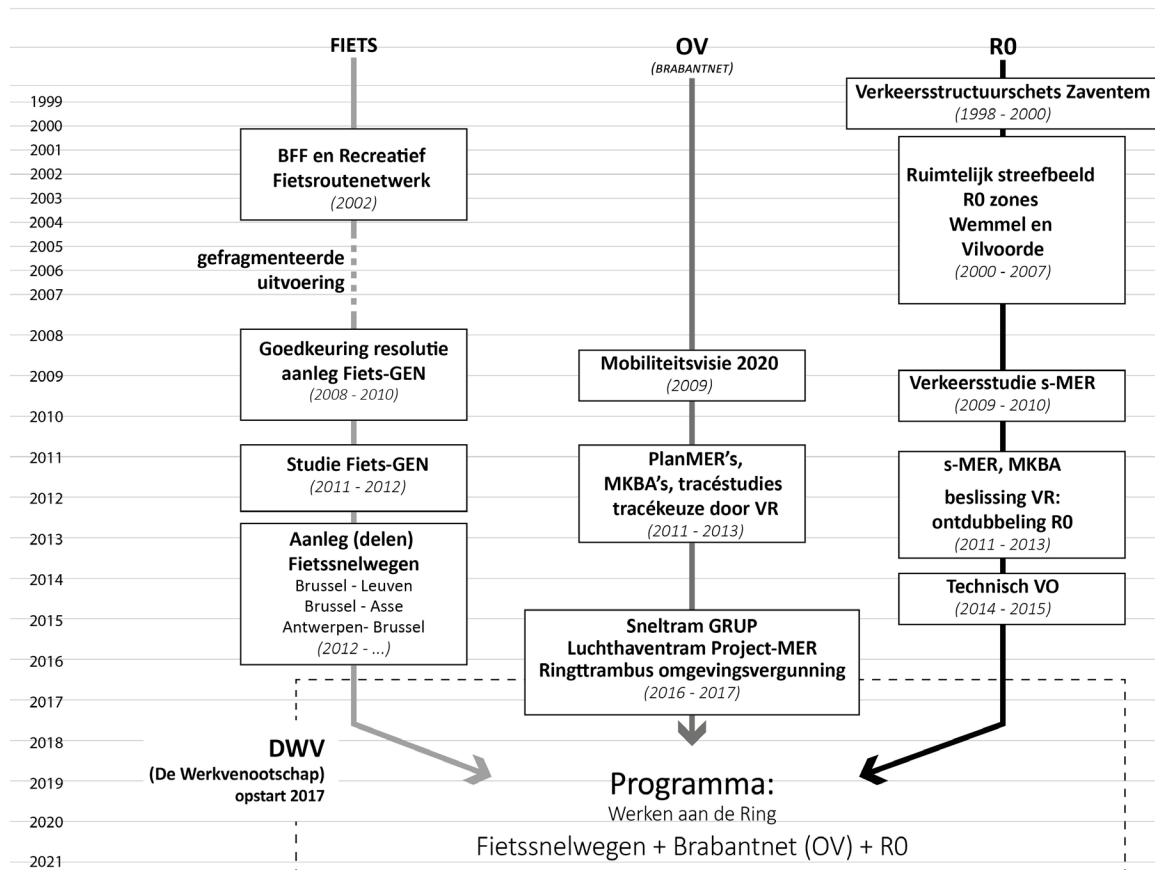 FIETS
OV
(BRABANTNET)
R0
1999
2000
2001
2002
2003
2004
2005
2006
2007
2008
2009
2010
2011
2012
2013
2014
2015
2016
2017
2018
2019
2020
2021
BFF en Recreatief
Fietsroutenetwerk
(2002)
gefragmenteerde
uitvoering
Goedkeuring resolutie
aanleg Fiets-GEN
(2008 - 2010)
Studie Fiets-GEN
(2011 - 2012)
Aanleg (delen)
Fietssnelwegen
Brussel - Leuven
Brussel - Asse
Antwerpen- Brussel
(2012 - ...)
Mobiliteitsvisie 2020
(2009)
PlanMER's,
MKBA's, tracéstudies
tracékeuze door VR
(2011 - 2013)
Sneltram GRUP
Luchthaventram Project-MER
Ringttrambus omgevingsvergunning
(2016 - 2017)
Verkeersstructuurschets Zaventem
(1998 - 2000)
Ruimtelijk streefbeeld
R0 zones
Wemmel en
Vilvoorde
(2000 - 2007)
Verkeersstudie s-MER
(2009 - 2010)
s-MER, MKBA
beslissing VR:
ontdubbeling R0
(2011 - 2013)
Technisch VO
(2014 - 2015)
DWV
(De Werkvenootschap)
opstart 2017
Programma:
Werken aan de Ring
Fietssnelwegen + Brabantnet (OV) + R0